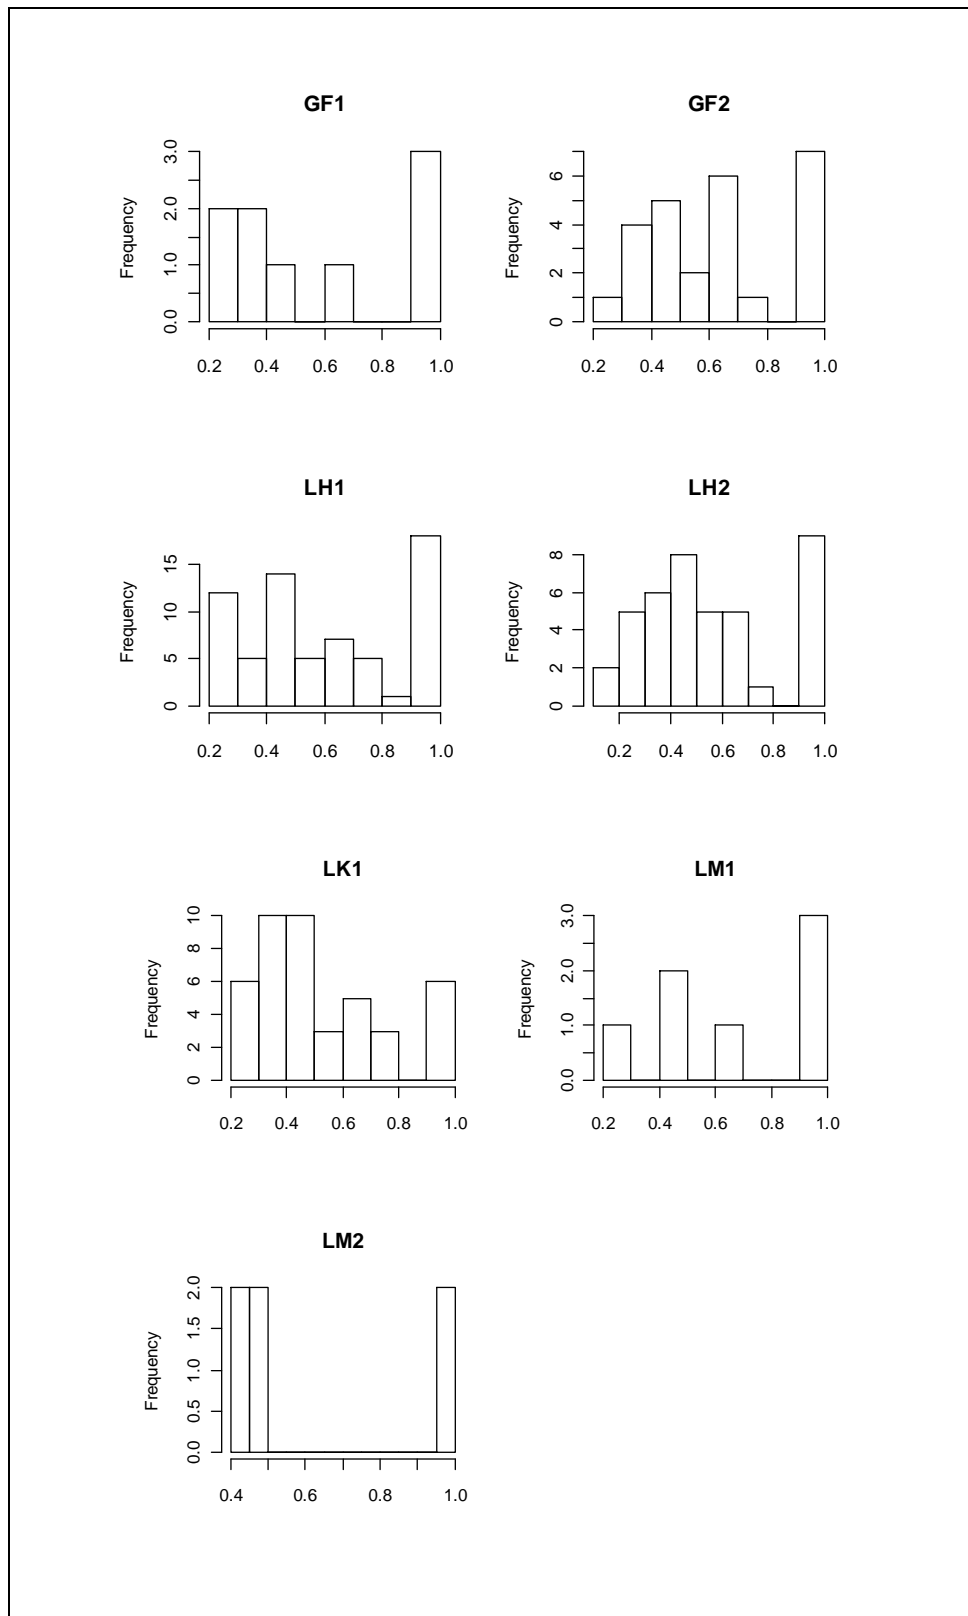 GF1
GF2
Frequency
0.0 1.0 2.0 3.0
0.2 0.4 0.6 0.8 1.0
Frequency
0 2 4 6
0.2 0.4 0.6 0.8 1.0
LH1
LH2
Frequency
0 5 10 15
0.2 0.4 0.6 0.8 1.0
Frequency
0 2 4 6 8
0.2 0.4 0.6 0.8 1.0
LK1
LM1
Frequency
0 2 4 6 8 10
0.2 0.4 0.6 0.8 1.0
Frequency
0.0 1.0 2.0 3.0
0.2 0.4 0.6 0.8 1.0
LM2
Frequency
0.0 0.5 1.0 1.5 2.0
0.4 0.6 0.8 1.0